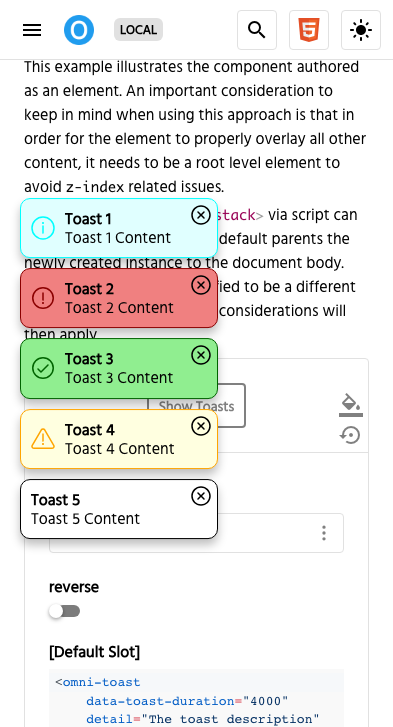 LOCAL
This example illustrates the component authored
as an element. An important consideration to
keep in mind when using this approach is that in
order for the element to properly overlay all other
content, it needs to be a root level element to
avoid z-index related issues.
stack> via script can
default parents the
newly created instance to the document body.
to be a different
considerations will
then apply
Toast 1
Toast 1 Content
Toast 2
Toast 2 Content
Toast 3
Toast 3 Content
Toast 4
Toast 4 Content
Toast 5
Toast 5 Content
Show Toasts
reverse
[Default Slot]
<omni-toast
data-toast-duration="4000"
detail="The toast description"